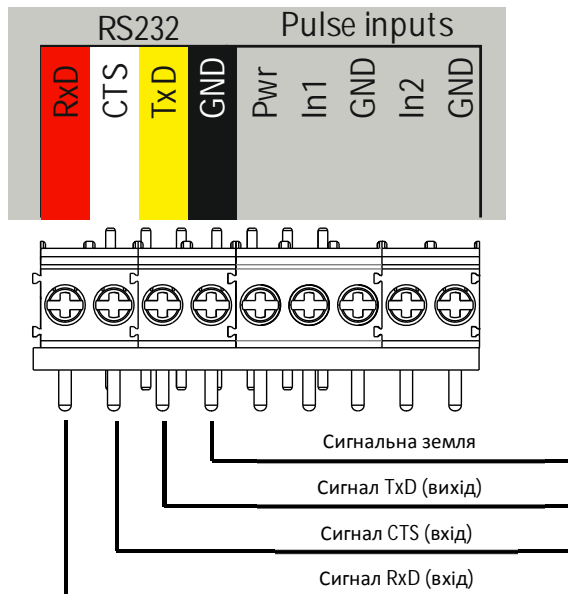 RS232 Pulse inputs
RxD CTS TxD GND Pwr In1 GND In2 GND
Сигнальна земля
Сигнал TxD (вихід)
Сигнал CTS (вхід)
Сигнал RxD (вхід)